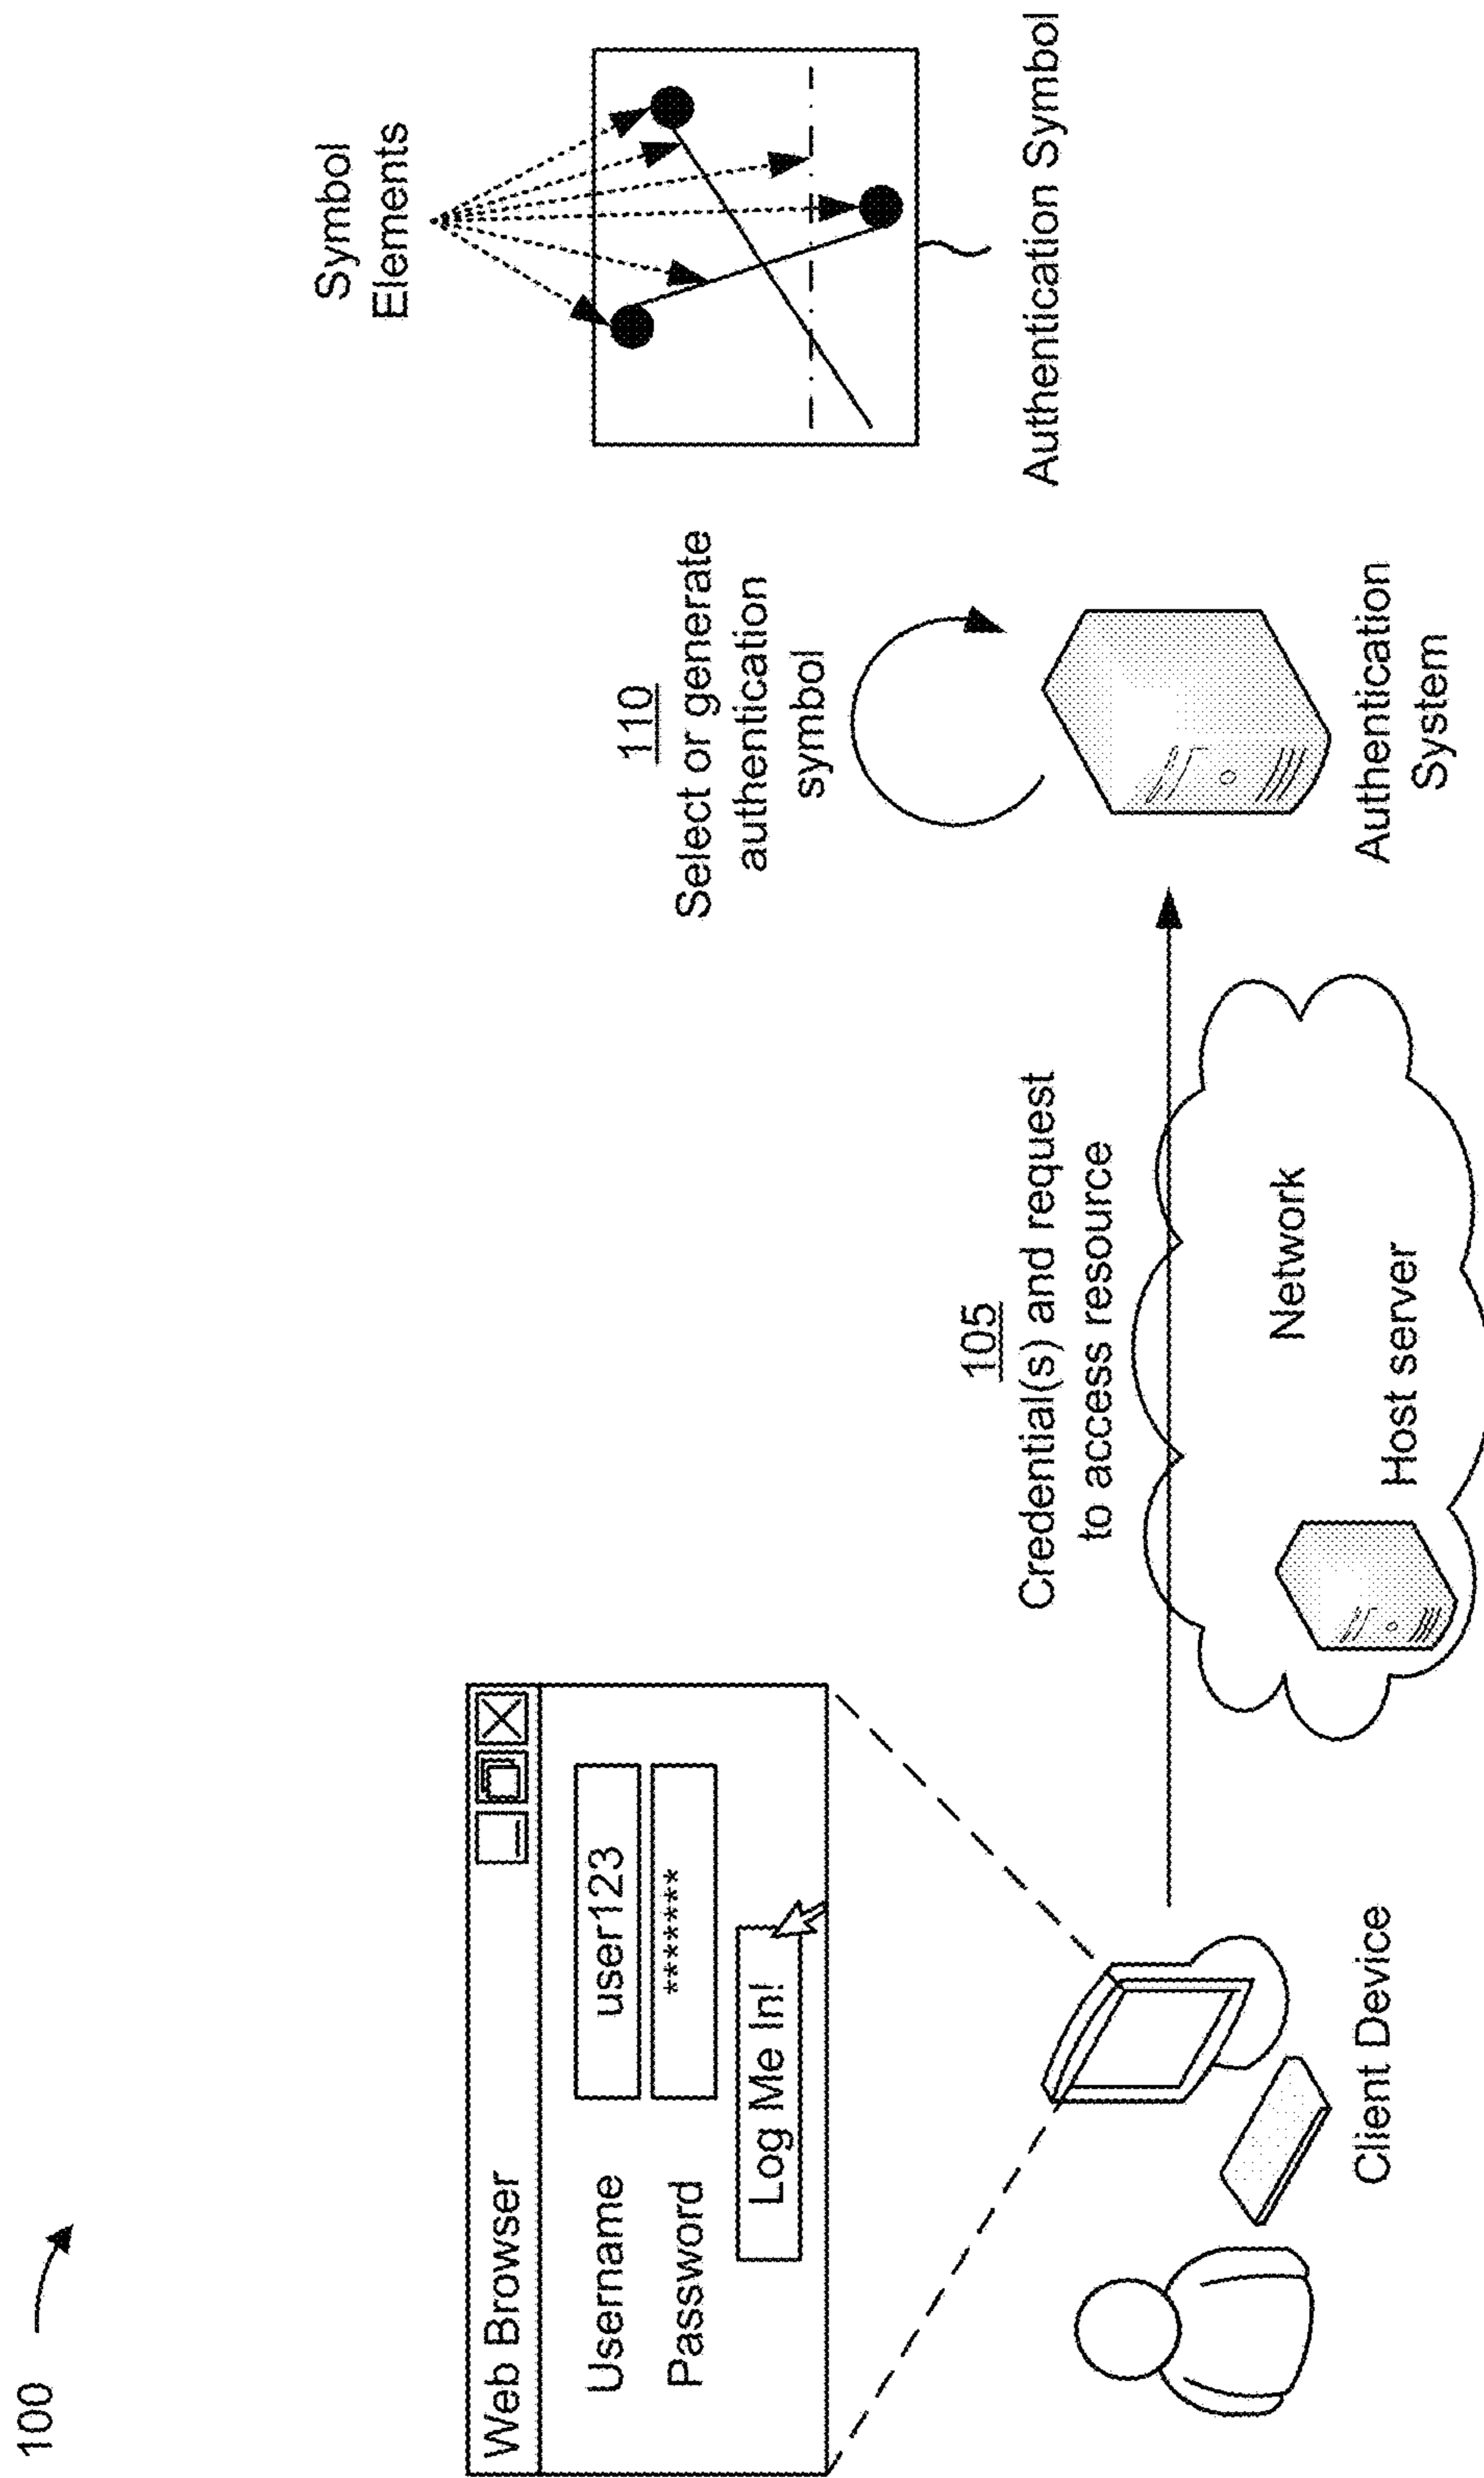 100
Web Browser
Username
user123
Password
*******
Log Me In!
Client Device
105
Credential(s) and request
to access resource
Network
Host server
110
Select or generate
authentication
symbol
Authentication
System
Symbol
Elements
Authentication Symbol